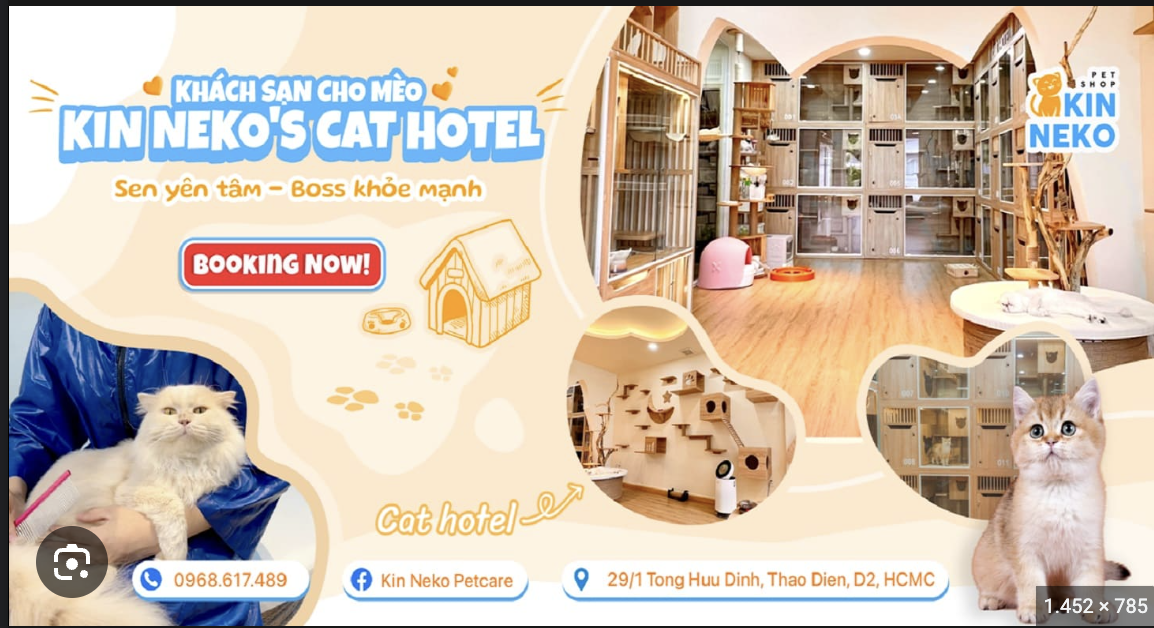 KHÁCH SẠN CHO MÈO
KIN NEKO'S CAT HOTEL
Sen yên tâm – Boss khỏe mạnh
BOOKING NOW!
PET
SHOP
KIN
NEKO
Cat hotel
0968.617.489
Kin Neko Petcare
29/1 Tong Huu Dinh, Thao Dien, D2, HCMC
1.452 × 785